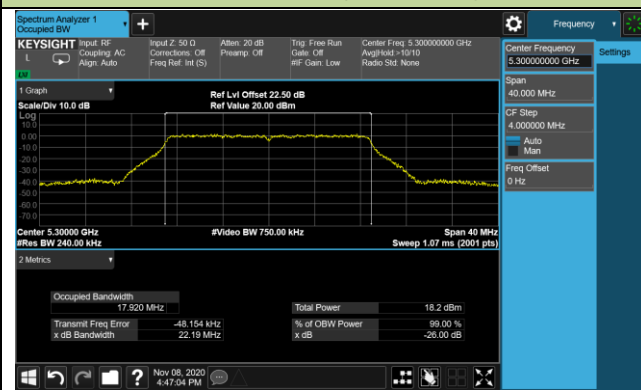 Spectrum Analyzer 1
Occupied BW
+
Frequency
KEYSIGHT
L
Input: RF
Coupling: AC
Align: Auto
Input Z: 50 Ω
Corrections: Off
Freq Ref: Int (S)
Atten: 20 dB
Preamp: Off
Trig: Free Run
Gate: Off
#IF Gain: Low
Center Freq: 5.300000000 GHz
Avg|Hold:>10/10
Radio Std: None
Center Frequency
5.300000000 GHz
Settings
Span
40.000 MHz
CF Step
4.000000 MHz
Auto
Man
Freq Offset
0 Hz
1 Graph
Scale/Div 10.0 dB
Ref Lvl Offset 22.50 dB
Ref Value 20.00 dBm
Log
10.0
0.00
-10.0
-20.0
-30.0
-40.0
-50.0
-60.0
-70.0
Center 5.30000 GHz
#Video BW 750.00 kHz
Span 40 MHz
#Res BW 240.00 kHz
Sweep 1.07 ms (2001 pts)
2 Metrics
Occupied Bandwidth
17.920 MHz
Total Power
18.2 dBm
Transmit Freq Error
-48.154 kHz
% of OBW Power
99.00 %
x dB Bandwidth
22.19 MHz
x dB
-26.00 dB
?
Nov 08, 2020
4:47:04 PM